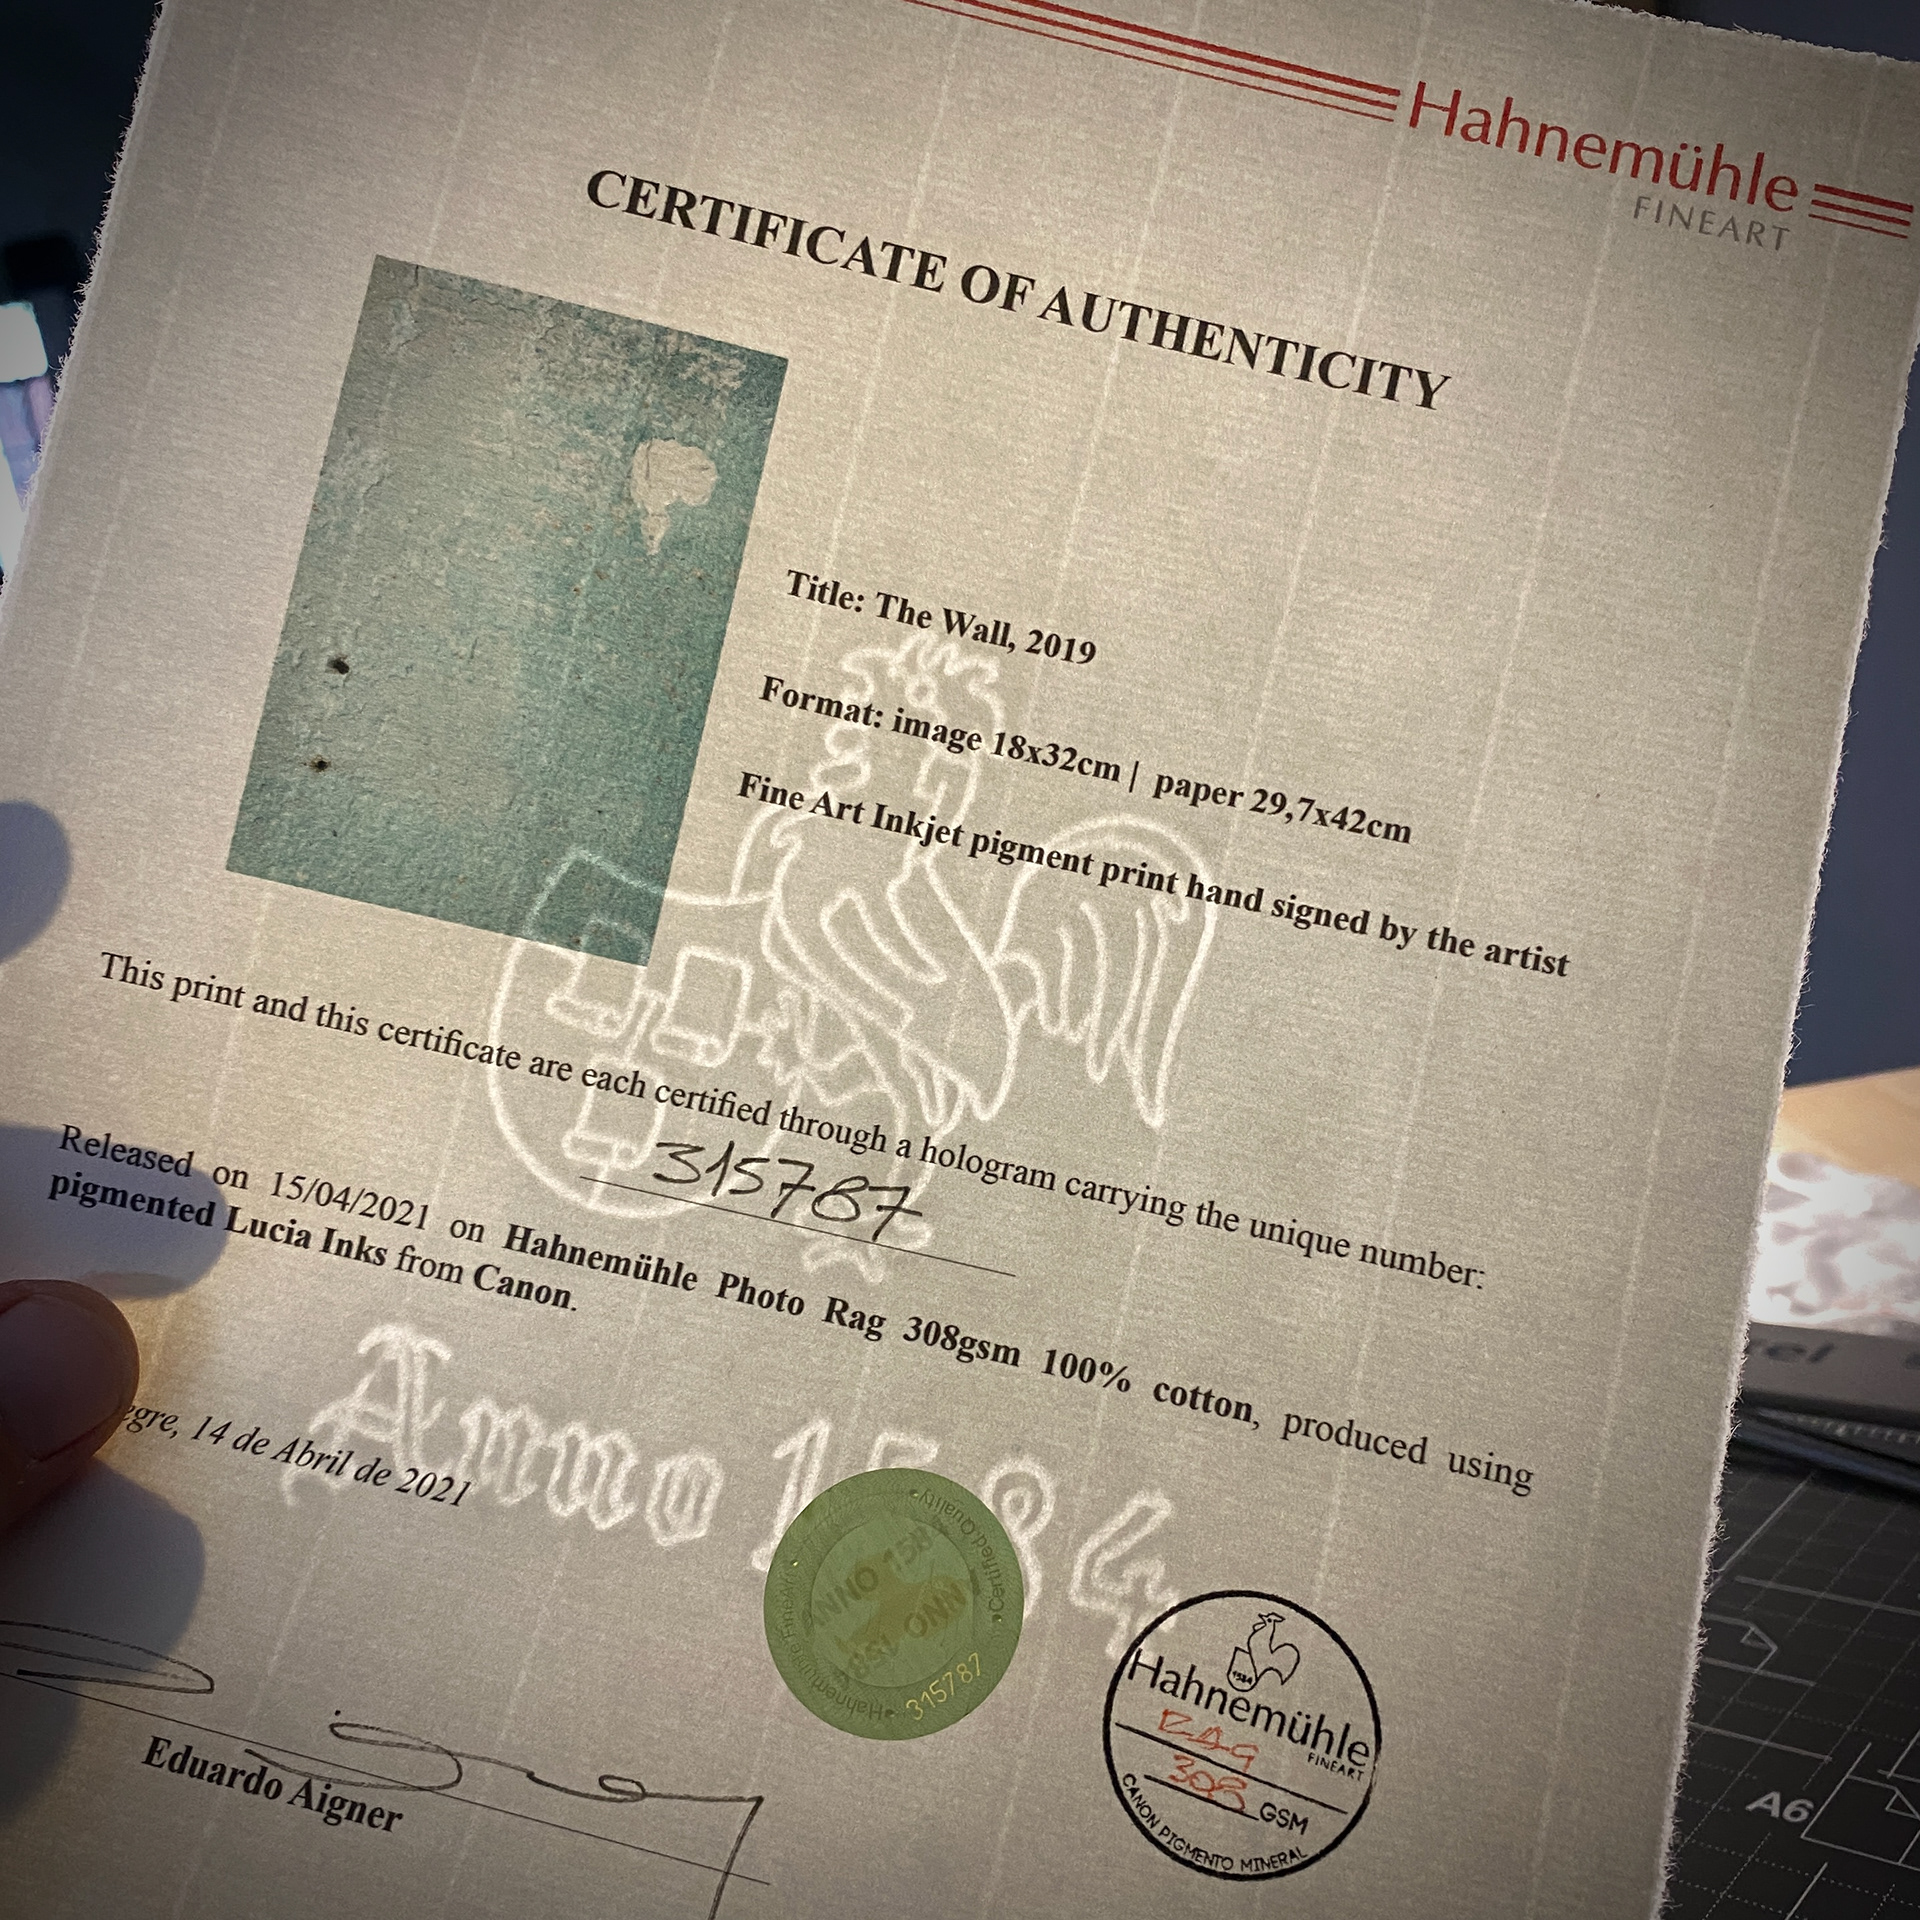 Hahnemühle
FINEART
CERTIFICATE OF AUTHENTICITY
Title: The Wall, 2019
Format: image 18x32cm | paper 29,7x42cm
Fine Art Inkjet pigment print hand signed by the artist
This print and this certificate are each certified through a hologram carrying the unique number:
315787
Released on 15/04/2021 on Hahnemühle Photo Rag 308gsm 100% cotton, produced using
pigmented Lucia Inks from Canon.
egre, 14 de Abril de 2021
Anno 1584
ANNO 158
Certified Quality
315787
Eduardo Aigner
1584
Hahnemühle
FINEART
RAG
308 GSM
CANON PIGMENTO MINERAL
A6